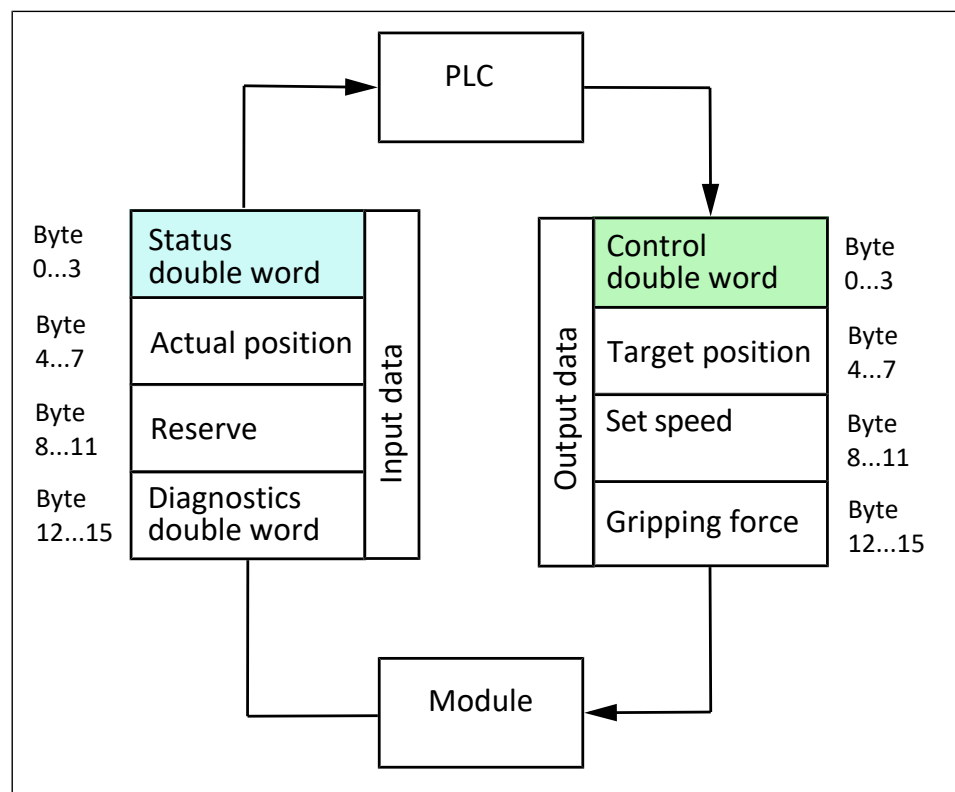 PLC
Byte
0...3
Status
double word
Byte
4...7
Actual position
Byte
8...11
Reserve
Byte
12...15
Diagnostics
double word
Input data
Output data
Control
double word
Byte
0...3
Target position
Byte
4...7
Set speed
Byte
8...11
Gripping force
Byte
12...15
Module